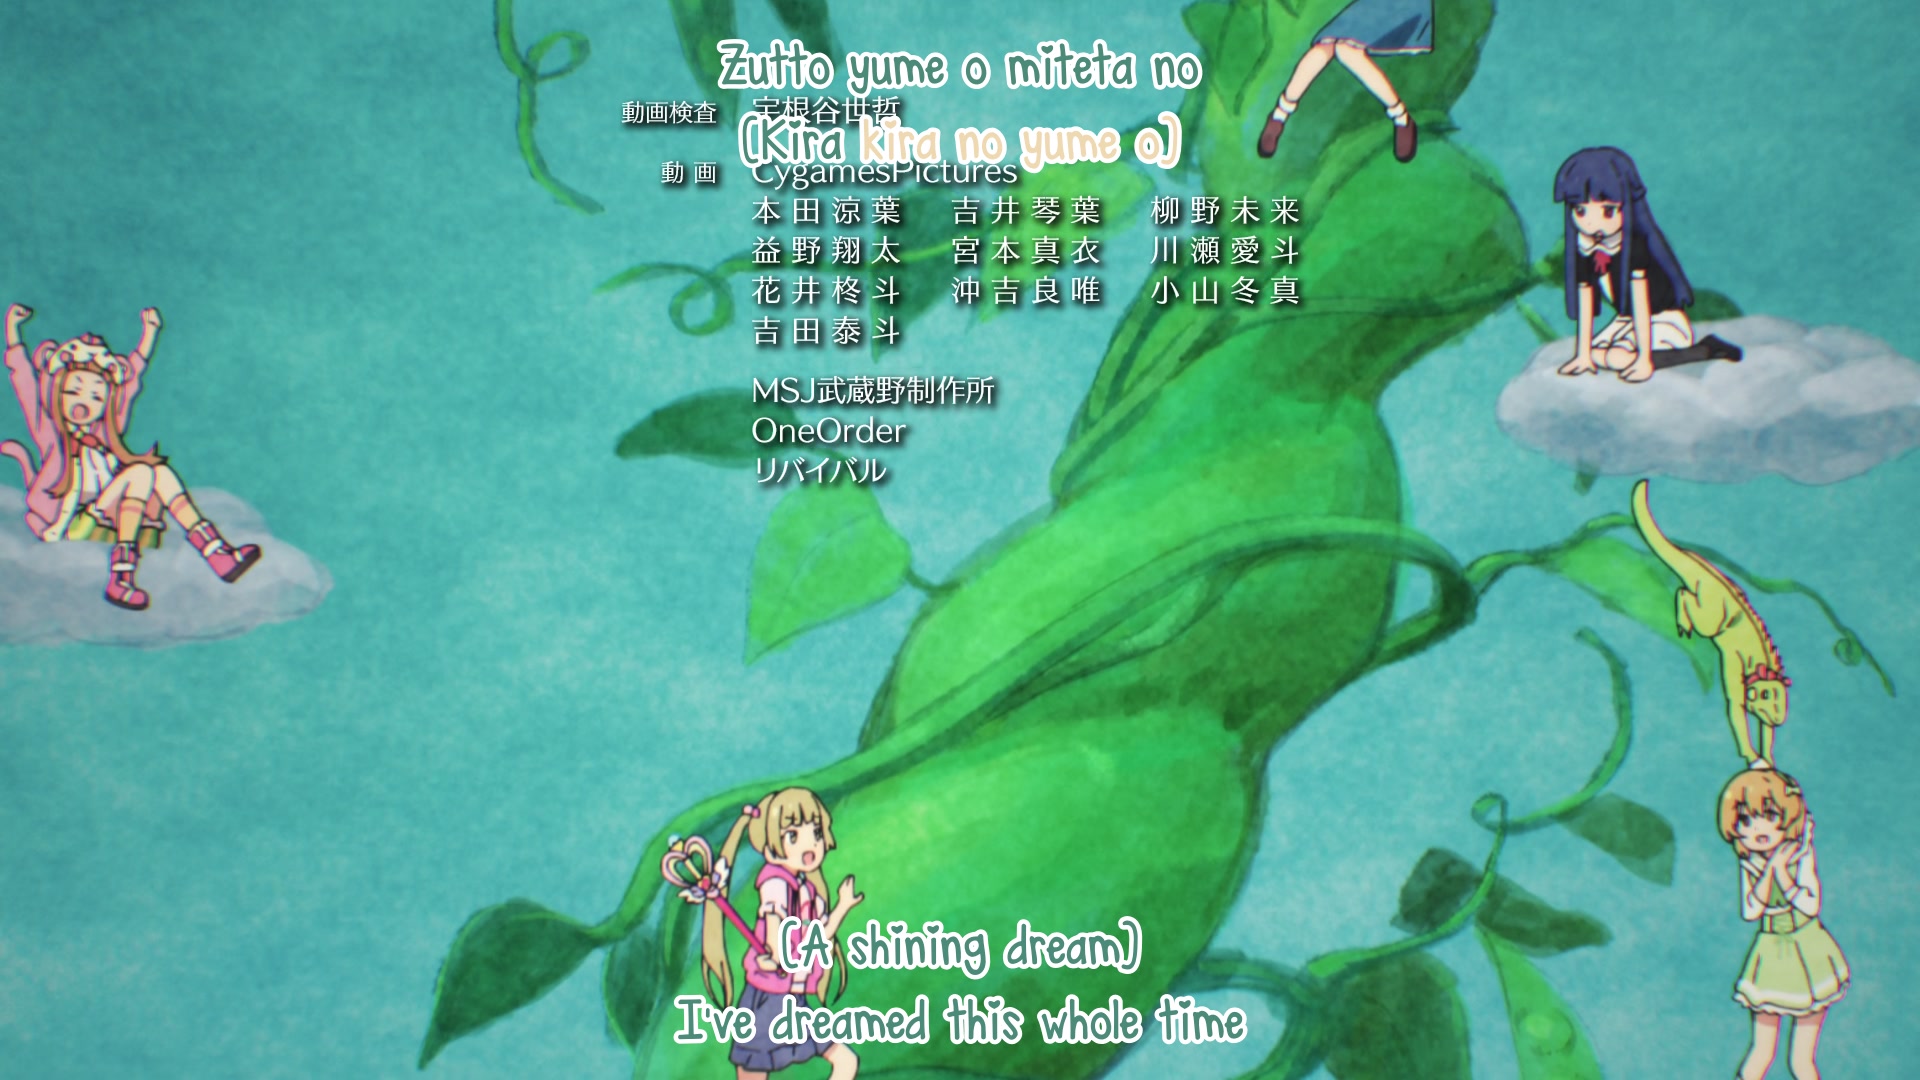 Zutto yume o miteta no
動画検査 宇根谷世哲
(Kira kira no yume o)
動画 CygamesPictures
本田涼葉 吉井琴葉 柳野未来
益野翔太 宮本真衣 川瀬愛斗
花井柊斗 沖吉良唯 小山冬真
吉田泰斗
MSJ武蔵野制作所
OneOrder
リバイバル
(A shining dream)
I've dreamed this whole time